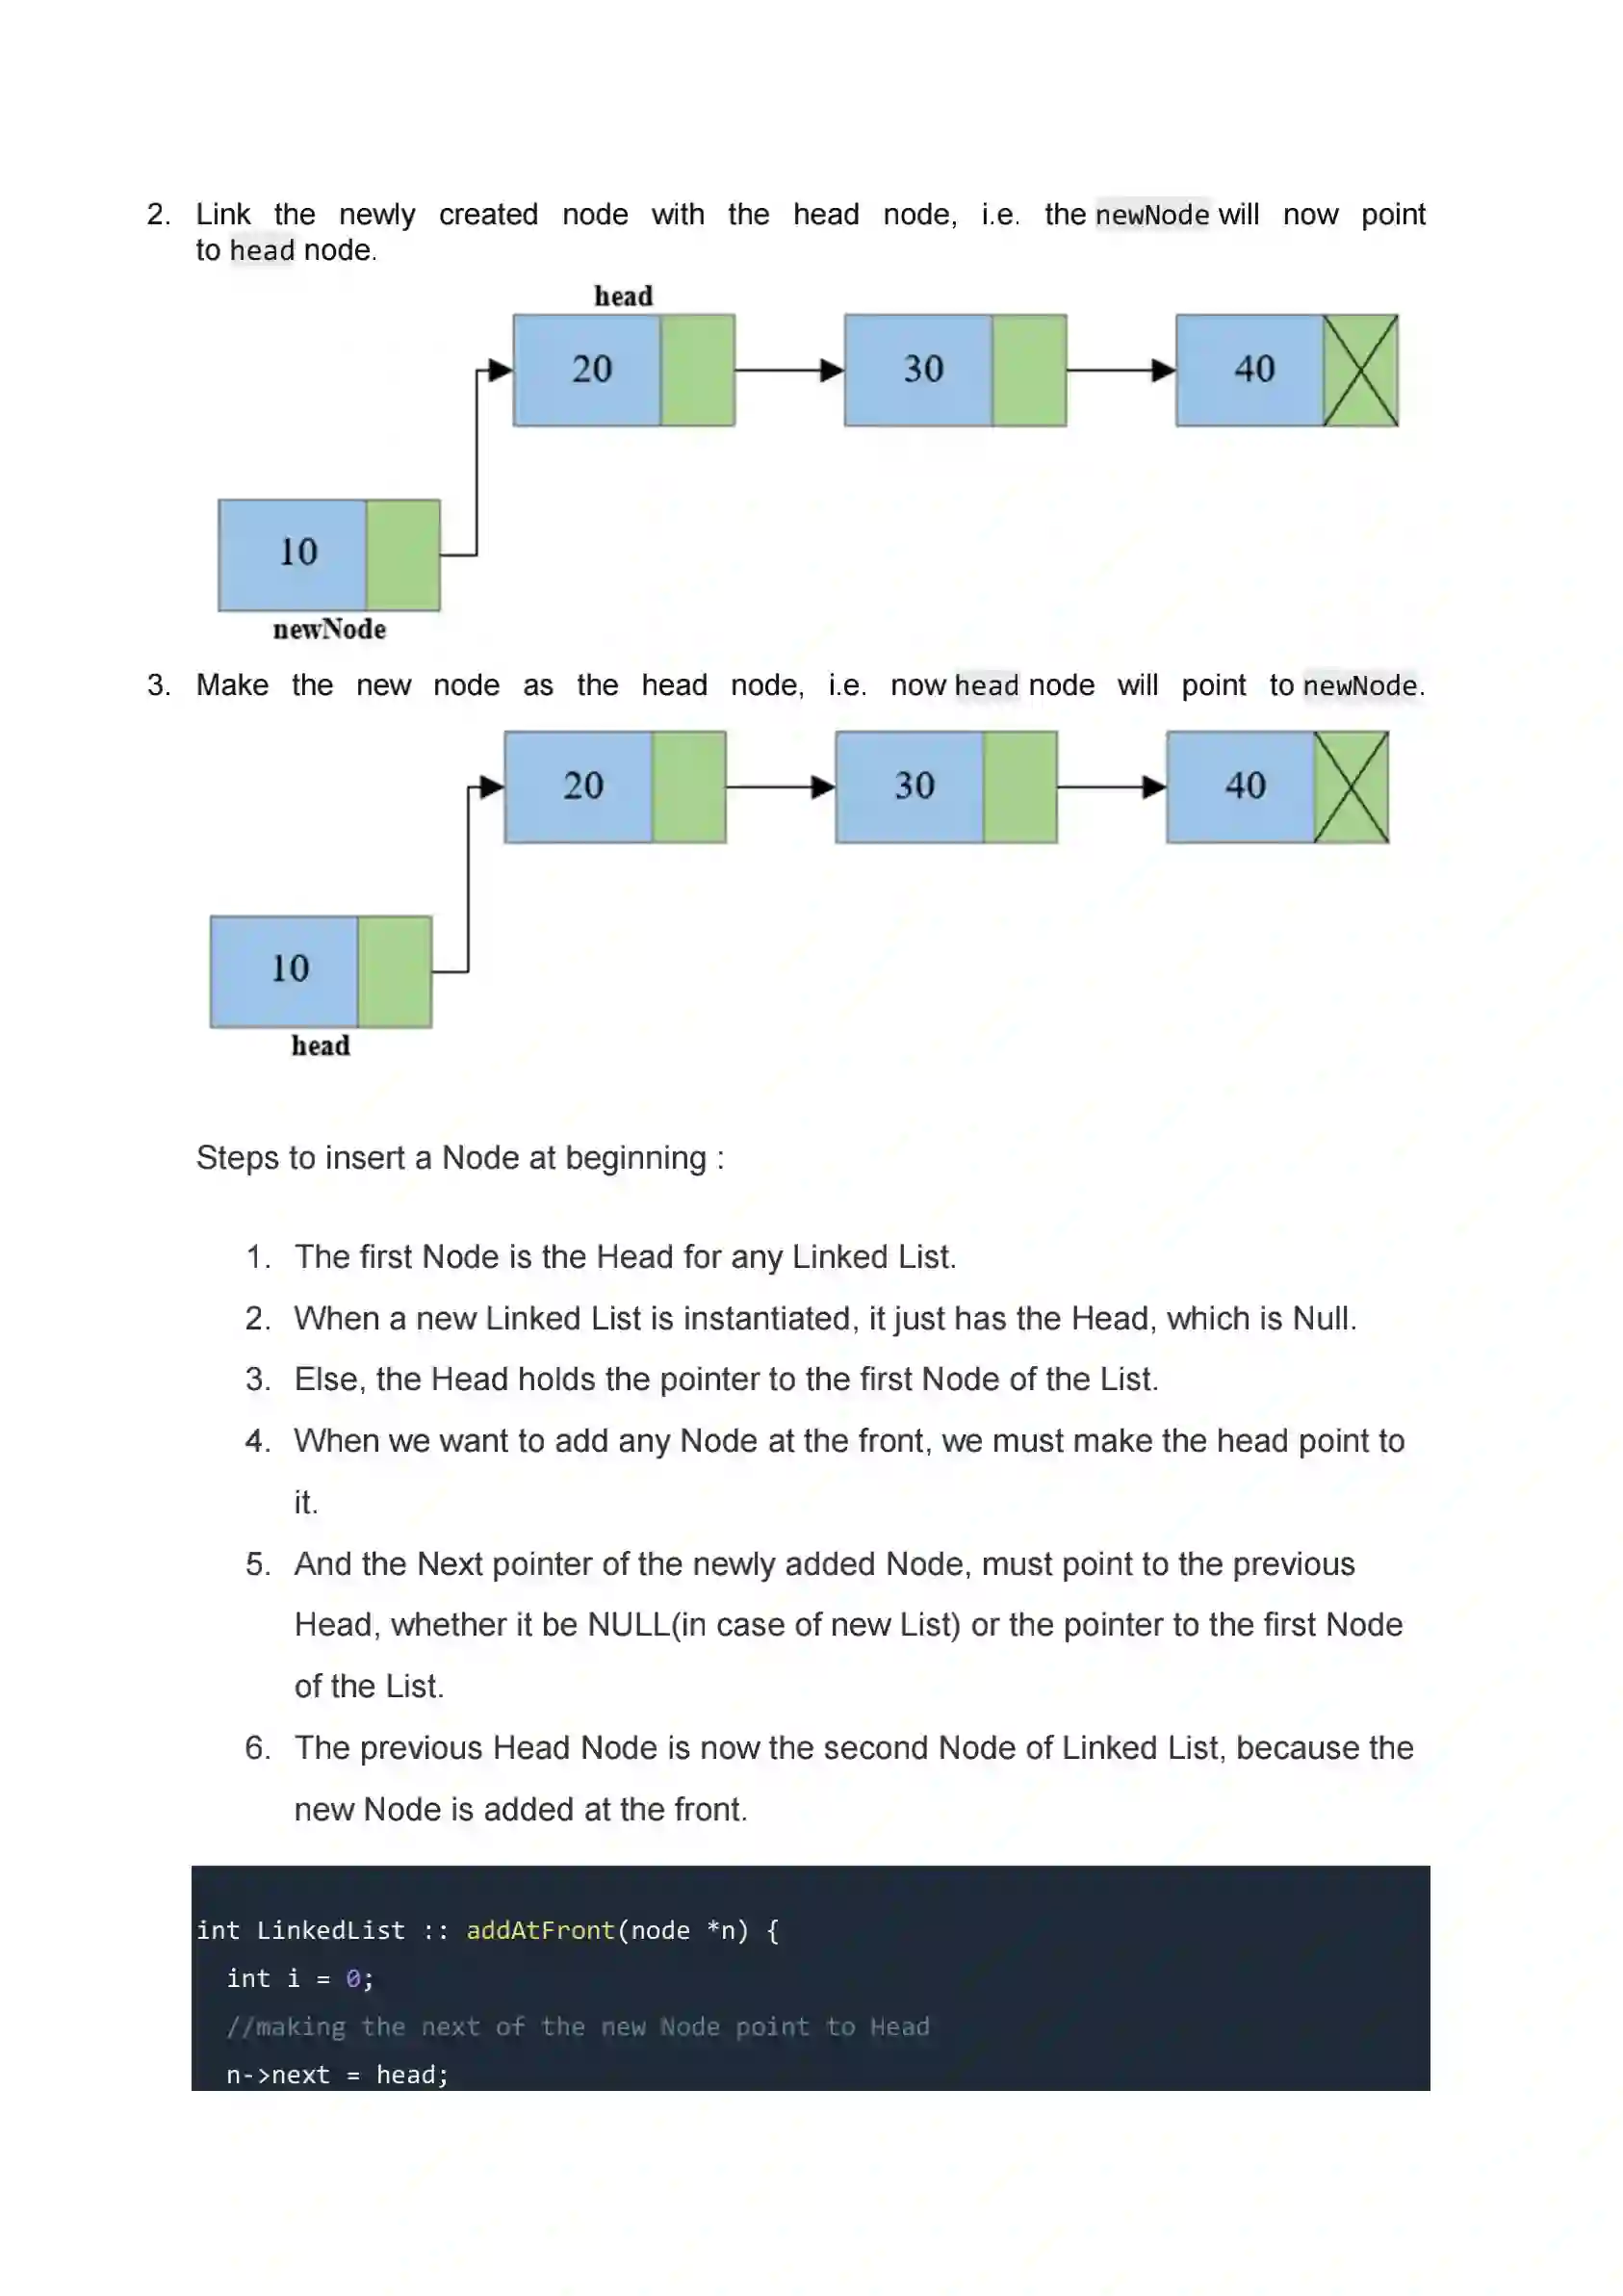 2. Link the newly created node with the head node, i.e. the newNode will now point
to head node.
head
20 30 40
10
newNode
3. Make the new node as the head node, i.e. now head node will point to newNode.
20 30 40
10
head
Steps to insert a Node at beginning :
1. The first Node is the Head for any Linked List.
2. When a new Linked List is instantiated, it just has the Head, which is Null.
3. Else, the Head holds the pointer to the first Node of the List.
4. When we want to add any Node at the front, we must make the head point to
it.
5. And the Next pointer of the newly added Node, must point to the previous
Head, whether it be NULL(in case of new List) or the pointer to the first Node
of the List.
6. The previous Head Node is now the second Node of Linked List, because the
new Node is added at the front.
int LinkedList :: addAtFront(node *n) {
int i = 0;
//making the next of the new Node point to Head
n->next = head;